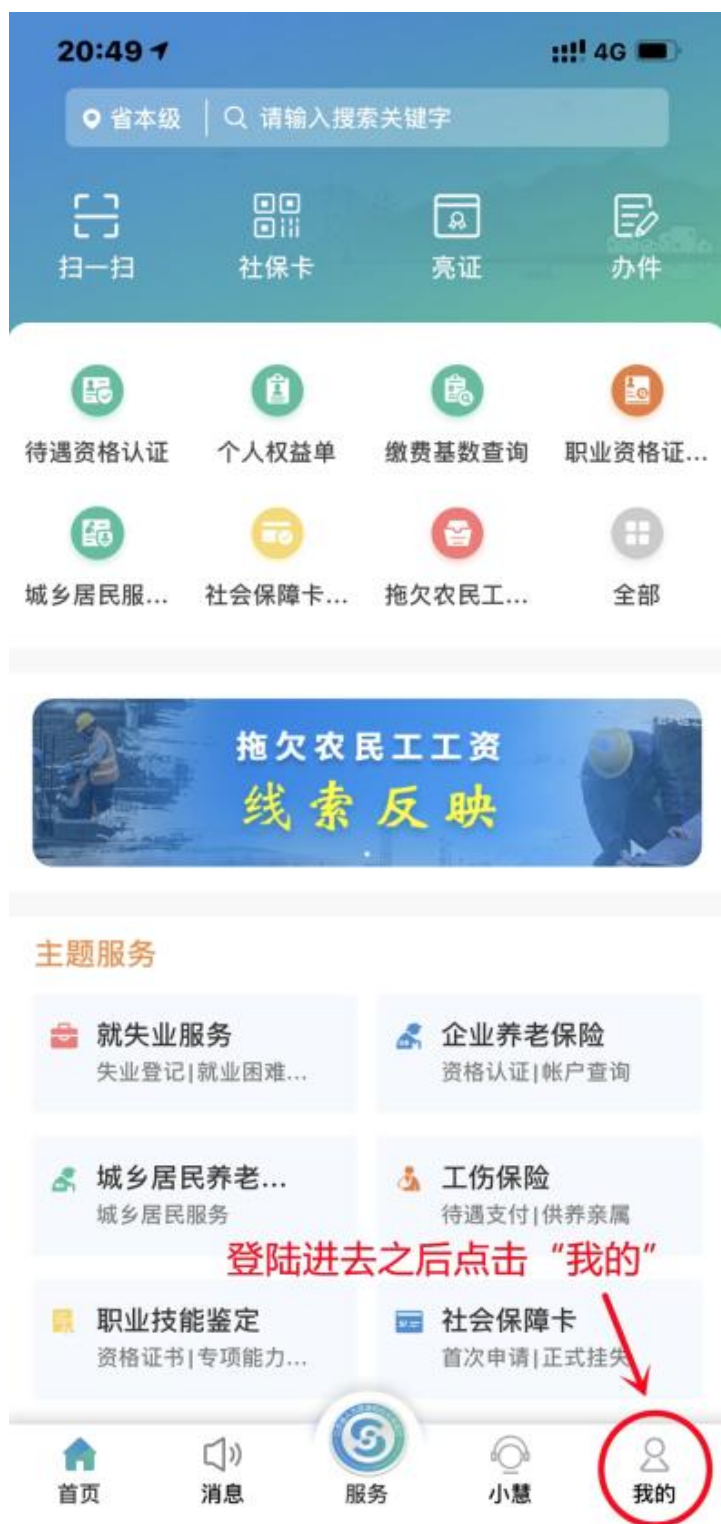 20:49 4G
省本级 请输入搜索关键字
扫一扫 社保卡 亮证 办件
待遇资格认证 个人权益单 缴费基数查询 职业资格证...
城乡居民服... 社会保障卡... 拖欠农民工... 全部
拖欠农民工工资
线索反映
主题服务
就失业服务 企业养老保险
失业登记|就业困难... 资格认证|帐户查询
城乡居民养老... 工伤保险
城乡居民服务 待遇支付|供养亲属
登陆进去之后点击“我的”
职业技能鉴定 社会保障卡
资格证书|专项能力... 首次申请|正式挂失
首页 消息 服务 小慧 我的